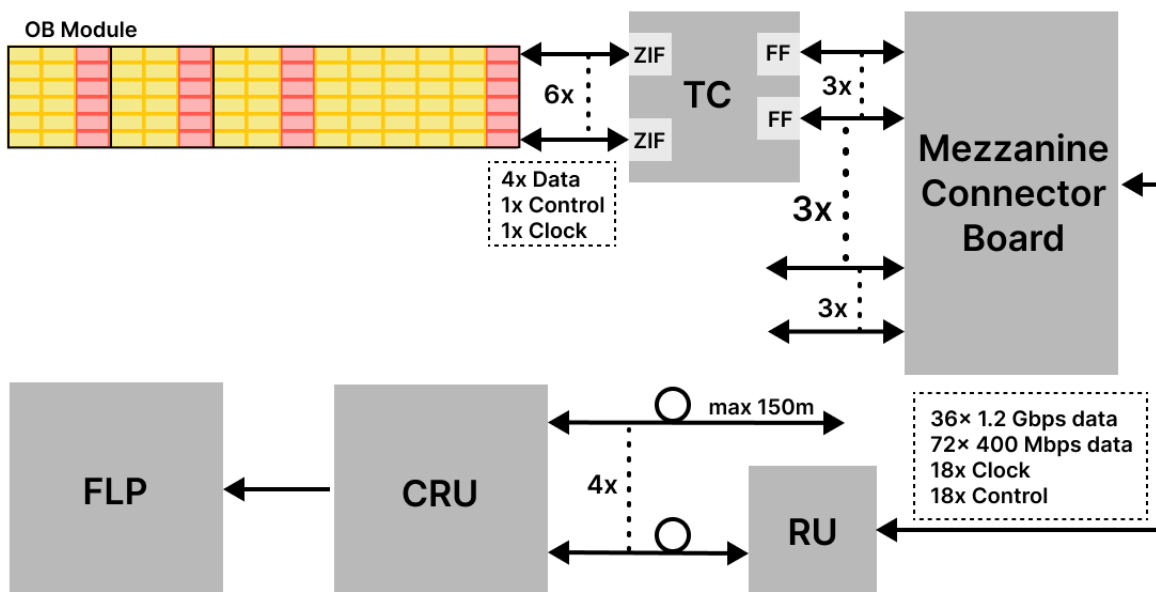 OB Module
6x
4x Data
1x Control
1x Clock
ZIF
ZIF
TC
FF
FF
3x
3x
3x
Mezzanine
Connector
Board
FLP
CRU
max 150m
4x
RU
36× 1.2 Gbps data
72× 400 Mbps data
18x Clock
18x Control